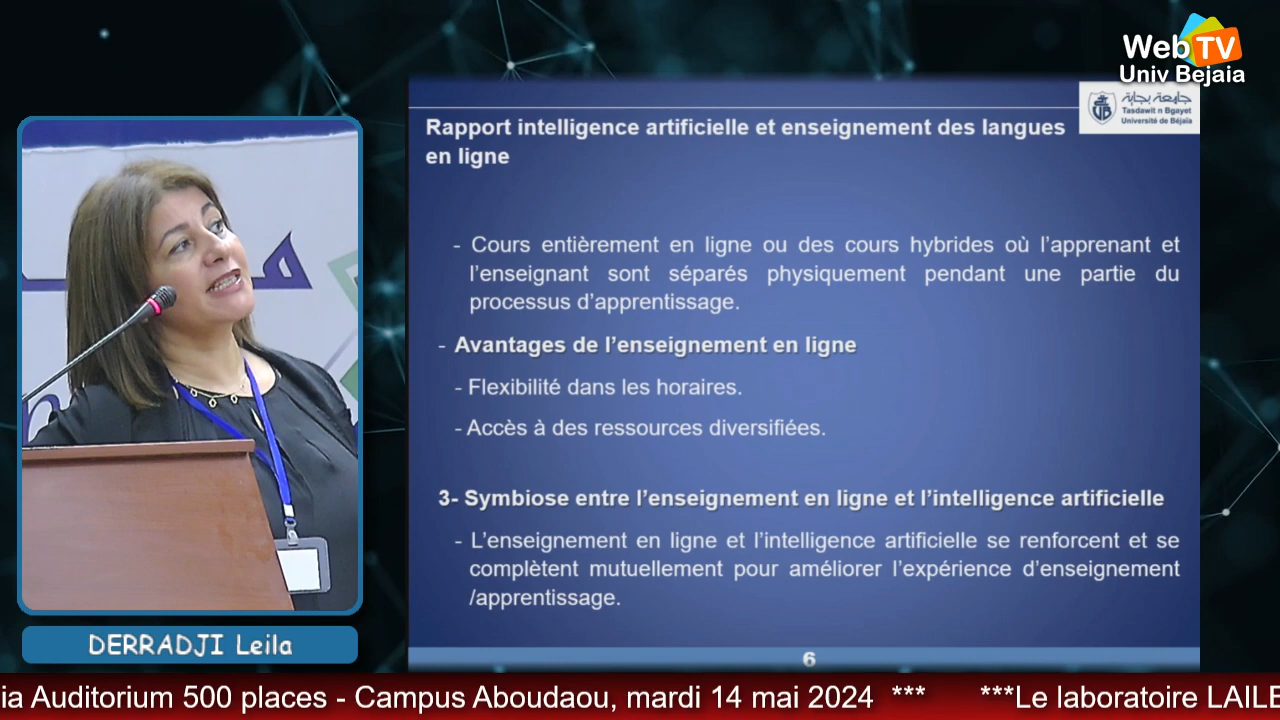 Web TV
Univ Bejaia
جامعة بجاية
Tasdawit n Bgayet
Université de Béjaïa
Rapport intelligence artificielle et enseignement des langues
en ligne
- Cours entièrement en ligne ou des cours hybrides où l’apprenant et
l’enseignant sont séparés physiquement pendant une partie du
processus d’apprentissage.
- Avantages de l’enseignement en ligne
- Flexibilité dans les horaires.
- Accès à des ressources diversifiées.
3- Symbiose entre l’enseignement en ligne et l’intelligence artificielle
- L’enseignement en ligne et l’intelligence artificielle se renforcent et se
complètent mutuellement pour améliorer l’expérience d’enseignement
/apprentissage.
6
DERRADJI Leila
ia Auditorium 500 places - Campus Aboudaou, mardi 14 mai 2024 *** ***Le laboratoire LAILE